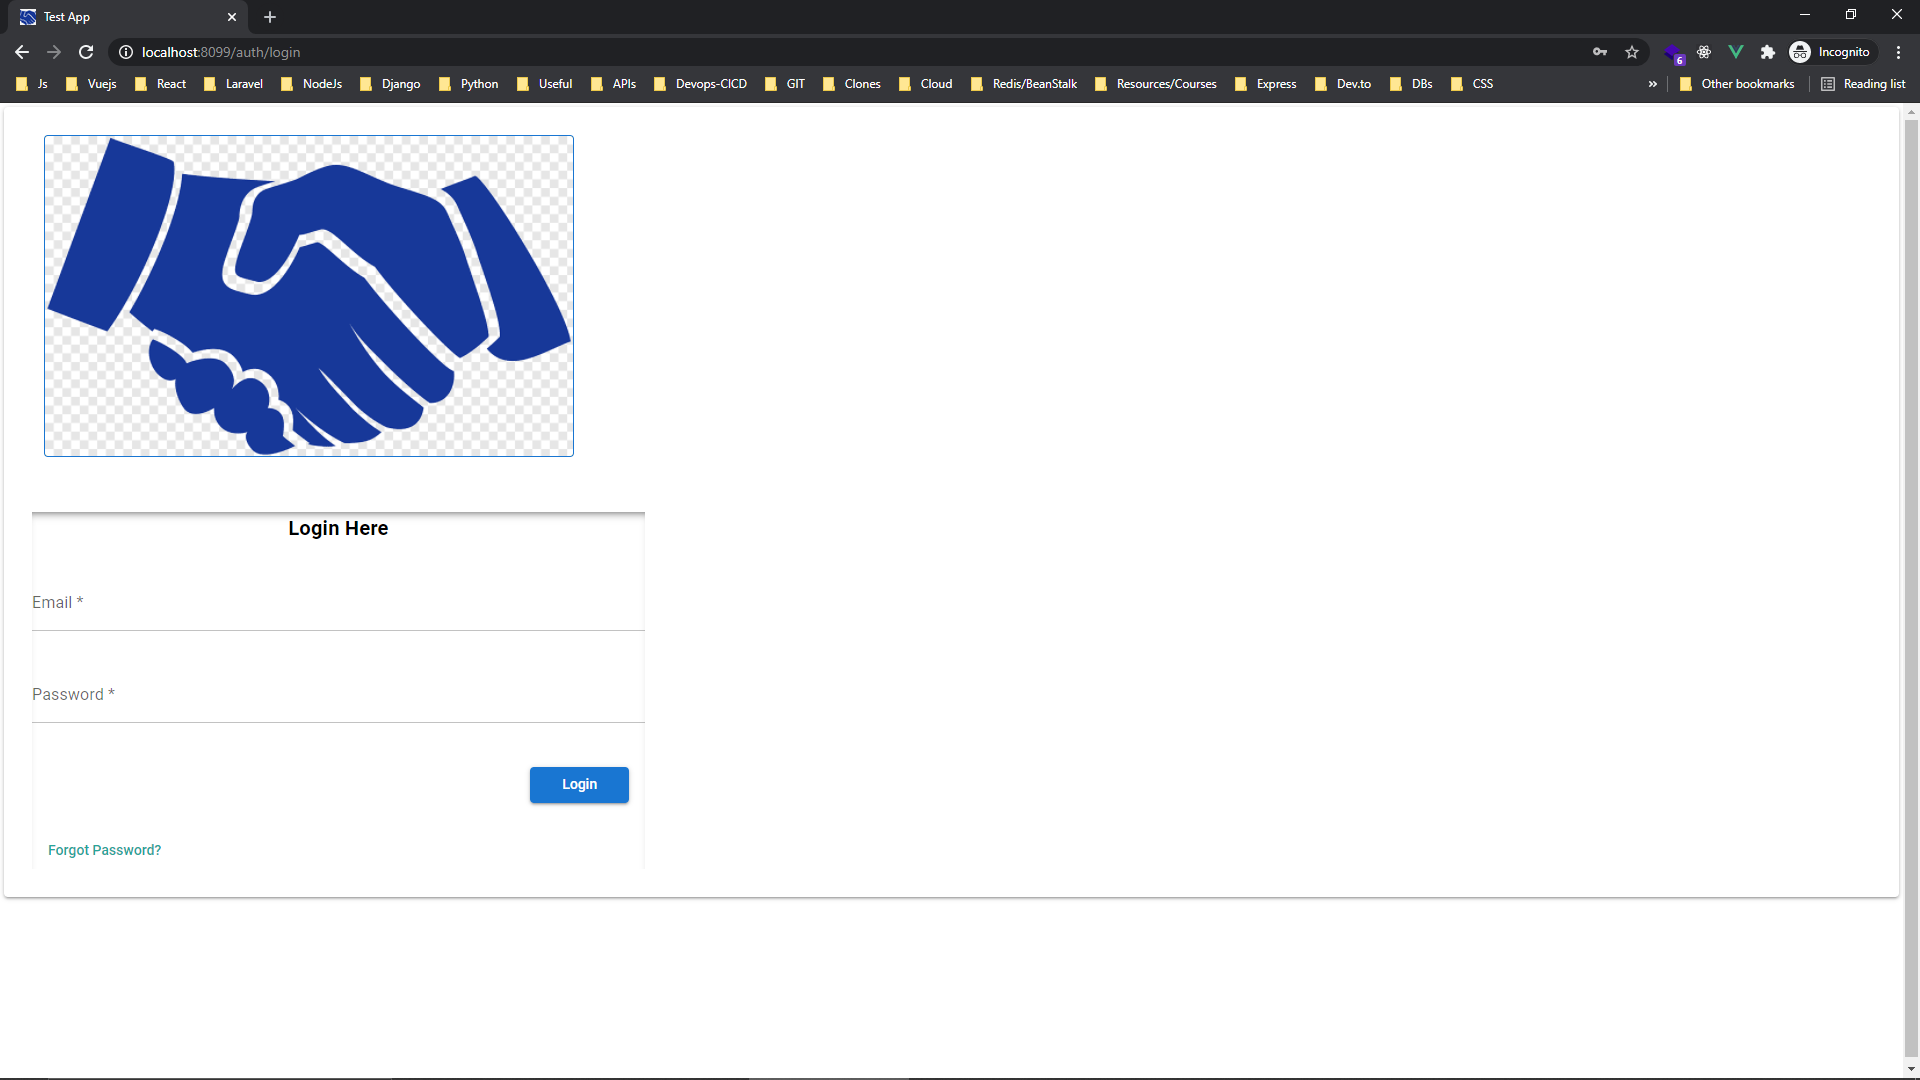 Test App
localhost:8099/auth/login
6
Incognito
Js Vuejs React Laravel NodeJs Django Python Useful APIs Devops-CICD GIT Clones Cloud Redis/BeanStalk Resources/Courses Express Dev.to DBs CSS » Other bookmarks Reading list
Login Here
Email *
Password *
Login
Forgot Password?